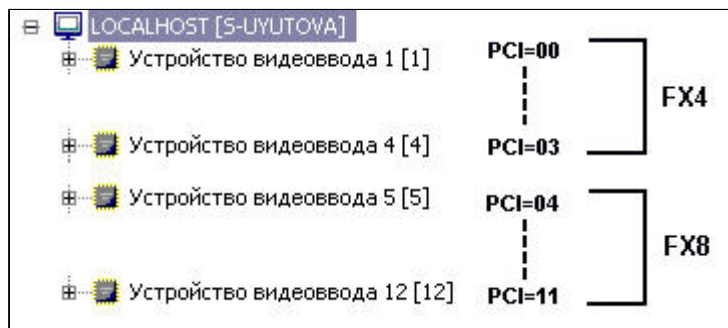 LOCALHOST [S-UYUTOVA]
Устройство видеоввода 1 [1] PCI=00
FX4
Устройство видеоввода 4 [4] PCI=03
Устройство видеоввода 5 [5] PCI=04
FX8
Устройство видеоввода 12 [12] PCI=11